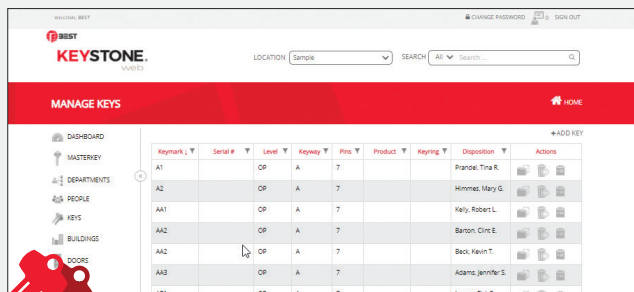 WELCOME, BEST
CHANGE PASSWORD 0 SIGN OUT
BEST
KEYSTONE.
web
LOCATION Sample SEARCH All Search ...
MANAGE KEYS
HOME
DASHBOARD
MASTERKEY
DEPARTMENTS
PEOPLE
KEYS
BUILDINGS
DOORS
+ADD KEY
Keymark ↓ Serial # Level Keyway Pins Product Keyring Disposition Actions
A1 OP A 7 Prandel, Tina R.
A2 OP A 7 Himmes, Mary G.
AA1 OP A 7 Kelly, Robert L.
AA2 OP A 7 Barton, Clint E.
AA2 OP A 7 Beck, Kevin T.
AA3 OP A 7 Adams, Jennifer S.